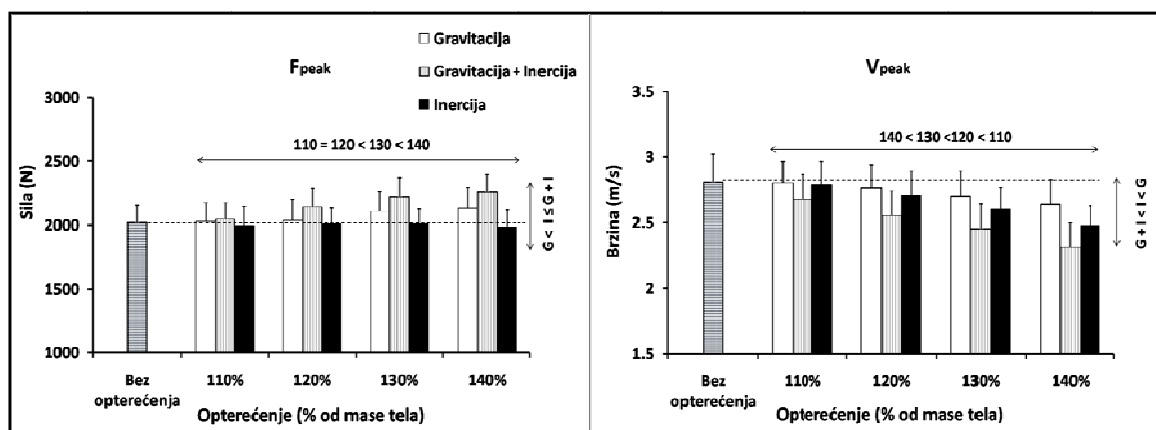 Fpeak
Gravitacija
Gravitacija + Inercija
Inercija
Sila (N)
3000
2500
2000
1500
1000
110 = 120 < 130 < 140
G < I ≤ G + I
Bez
opterećenja
110%
120%
130%
140%
Opterećenje (% od mase tela)
Vpeak
Brzina (m/s)
3.5
3
2.5
2
1.5
140 < 130 <120 < 110
G + I < I < G
Bez
opterećenja
110%
120%
130%
140%
Opterećenje (% od mase tela)